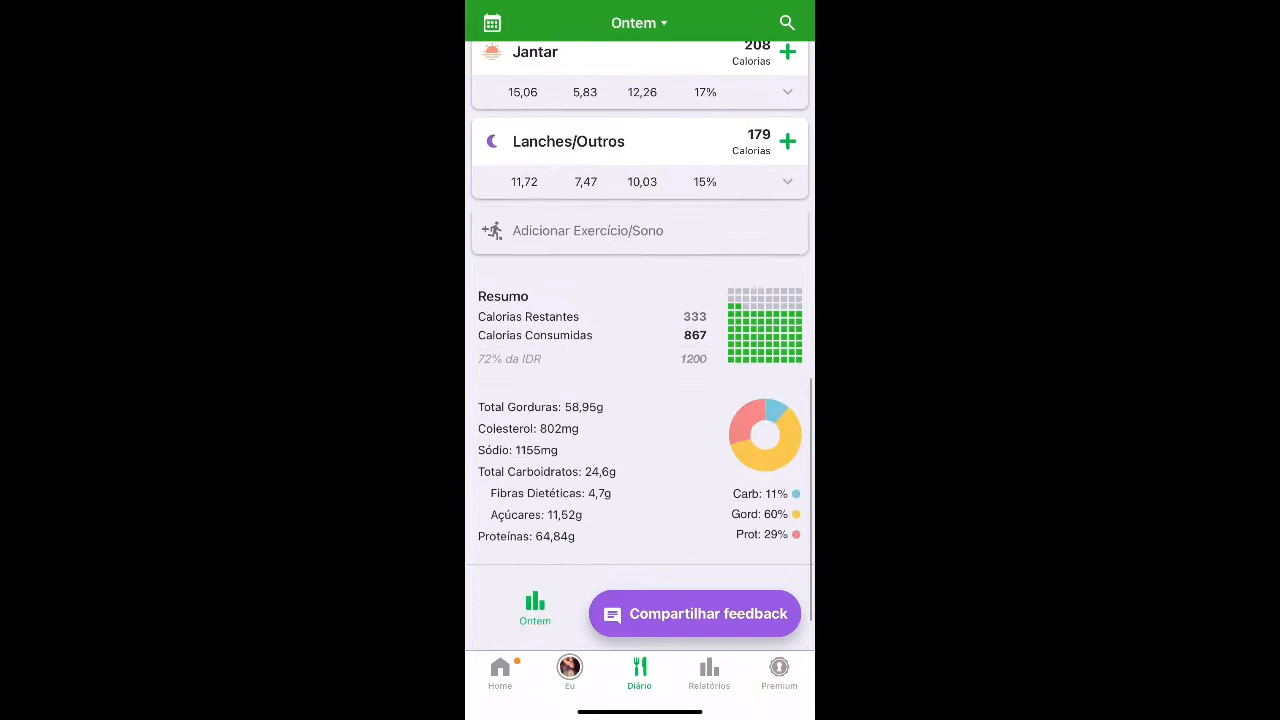 Ontem
Jantar 208
Calorias
15,06 5,83 12,26 17%
Lanches/Outros 179
Calorias
11,72 7,47 10,03 15%
Adicionar Exercício/Sono
Resumo
Calorias Restantes 333
Calorias Consumidas 867
72% da IDR 1200
Total Gorduras: 58,95g
Colesterol: 802mg
Sódio: 1155mg
Total Carboidratos: 24,6g
Fibras Dietéticas: 4,7g
Açúcares: 11,52g
Proteínas: 64,84g
Carb: 11%
Gord: 60%
Prot: 29%
Ontem
Compartilhar feedback
Home Eu Diário Relatórios Premium